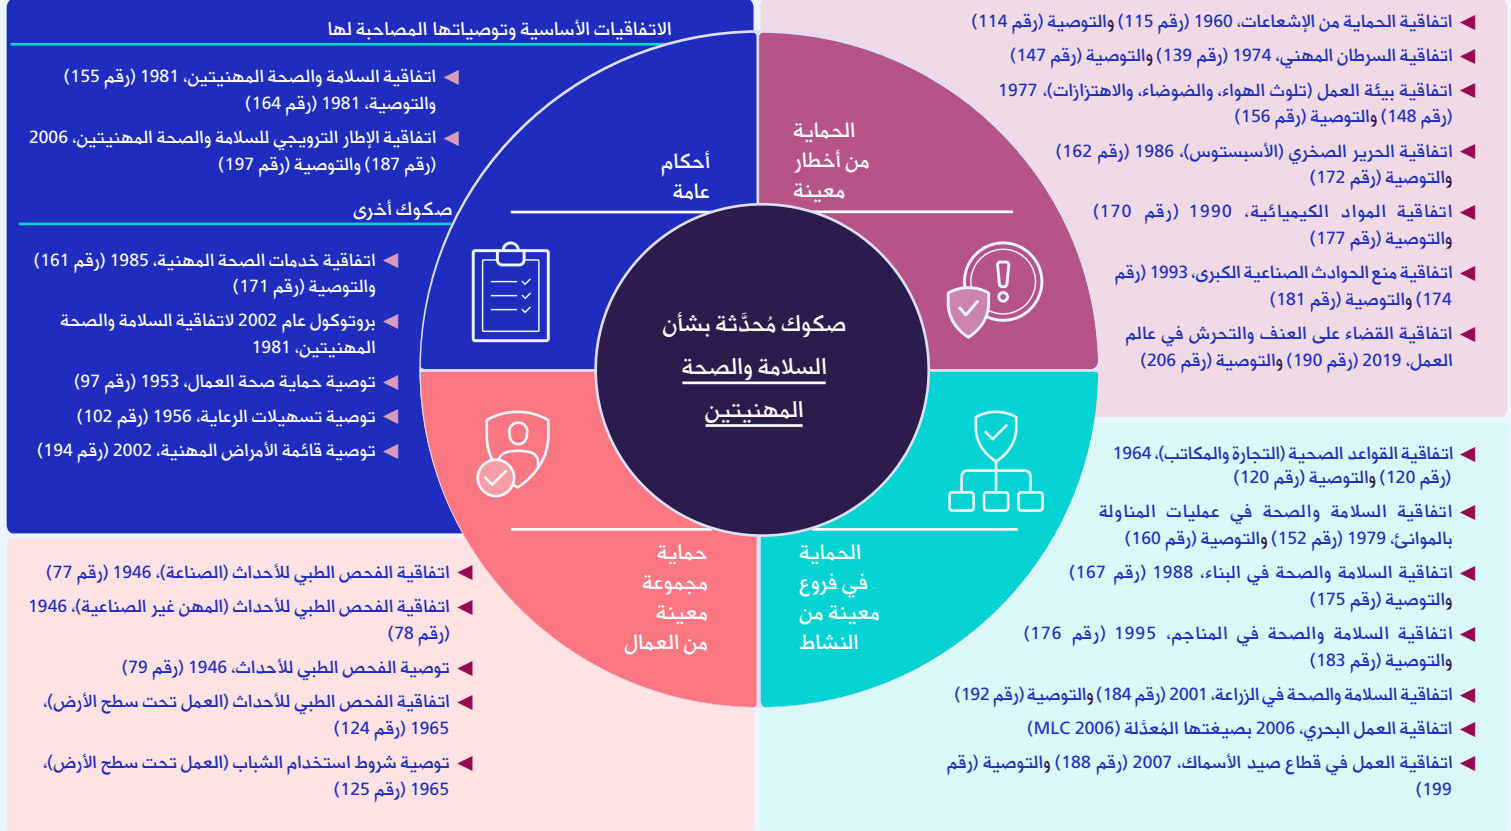 صكوك مُحدَّثة بشأن
السلامة والصحة
المهنيتين
الحماية
من أخطار
معينة
◀ اتفاقية الحماية من الإشعاعات، 1960 (رقم 115) والتوصية (رقم 114)
◀ اتفاقية السرطان المهني، 1974 (رقم 139) والتوصية (رقم 147)
◀ اتفاقية بيئة العمل (تلوث الهواء، والضوضاء، والاهتزازات)، 1977
(رقم 148) والتوصية (رقم 156)
◀ اتفاقية الحرير الصخري (الأسبستوس)، 1986 (رقم 162)
والتوصية (رقم 172)
◀ اتفاقية المواد الكيميائية، 1990 (رقم 170)
والتوصية (رقم 177)
◀ اتفاقية منع الحوادث الصناعية الكبرى، 1993 (رقم
174) والتوصية (رقم 181)
◀ اتفاقية القضاء على العنف والتحرش في عالم
العمل، 2019 (رقم 190) والتوصية (رقم 206)
أحكام
عامة
الاتفاقيات الأساسية وتوصياتها المصاحبة لها
◀ اتفاقية السلامة والصحة المهنيتين، 1981 (رقم 155)
والتوصية، 1981 (رقم 164)
◀ اتفاقية الإطار الترويجي للسلامة والصحة المهنيتين، 2006
(رقم 187) والتوصية (رقم 197)
صكوك أخرى
◀ اتفاقية خدمات الصحة المهنية، 1985 (رقم 161)
والتوصية (رقم 171)
◀ بروتوكول عام 2002 لاتفاقية السلامة والصحة
المهنيتين، 1981
◀ توصية حماية صحة العمال، 1953 (رقم 97)
◀ توصية تسهيلات الرعاية، 1956 (رقم 102)
◀ توصية قائمة الأمراض المهنية، 2002 (رقم 194)
الحماية
في فروع
معينة من
النشاط
◀ اتفاقية القواعد الصحية (التجارة والمكاتب)، 1964
(رقم 120) والتوصية (رقم 120)
◀ اتفاقية السلامة والصحة في عمليات المناولة
بالموانئ، 1979 (رقم 152) والتوصية (رقم 160)
◀ اتفاقية السلامة والصحة في البناء، 1988 (رقم 167)
والتوصية (رقم 175)
◀ اتفاقية السلامة والصحة في المناجم، 1995 (رقم 176)
والتوصية (رقم 183)
◀ اتفاقية السلامة والصحة في الزراعة، 2001 (رقم 184) والتوصية (رقم 192)
◀ اتفاقية العمل البحري، 2006 بصيغتها المُعدَّلة (MLC 2006)
◀ اتفاقية العمل في قطاع صيد الأسماك، 2007 (رقم 188) والتوصية (رقم
199)
حماية
مجموعة
معينة
من العمال
◀ اتفاقية الفحص الطبي للأحداث (الصناعة)، 1946 (رقم 77)
◀ اتفاقية الفحص الطبي للأحداث (المهن غير الصناعية)، 1946
(رقم 78)
◀ توصية الفحص الطبي للأحداث، 1946 (رقم 79)
◀ اتفاقية الفحص الطبي للأحداث (العمل تحت سطح الأرض)،
1965 (رقم 124)
◀ توصية شروط استخدام الشباب (العمل تحت سطح الأرض)،
1965 (رقم 125)